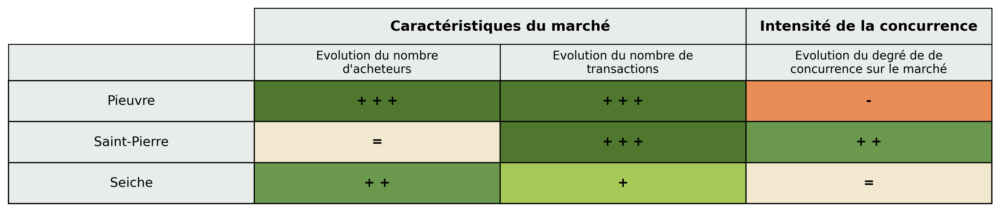 Caractéristiques du marché
Intensité de la concurrence
Evolution du nombre
d'acheteurs
Evolution du nombre de
transactions
Evolution du degré de de
concurrence sur le marché
Pieuvre
+ + +
+ + +
-
Saint-Pierre
=
+ + +
+ +
Seiche
+ +
+
=